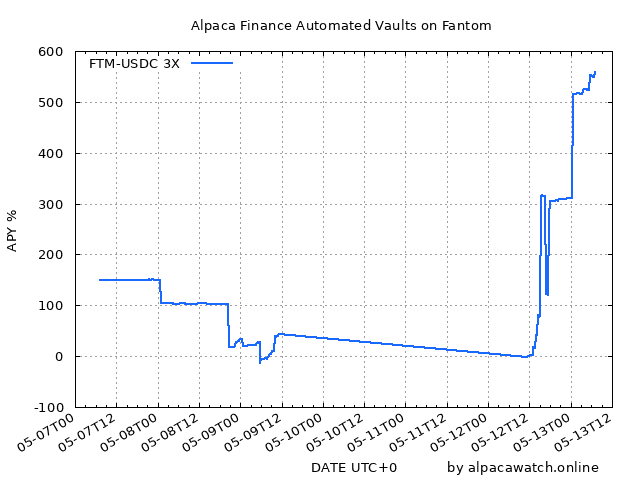 Alpaca Finance Automated Vaults on Fantom
600
FTM-USDC 3X
500
400
300
200
100
0
-100
APY %
05-07T00
05-07T12
05-08T00
05-08T12
05-09T00
05-09T12
05-10T00
05-10T12
05-11T00
05-11T12
05-12T00
05-12T12
05-13T00
05-13T12
DATE UTC+0
by alpacawatch.online